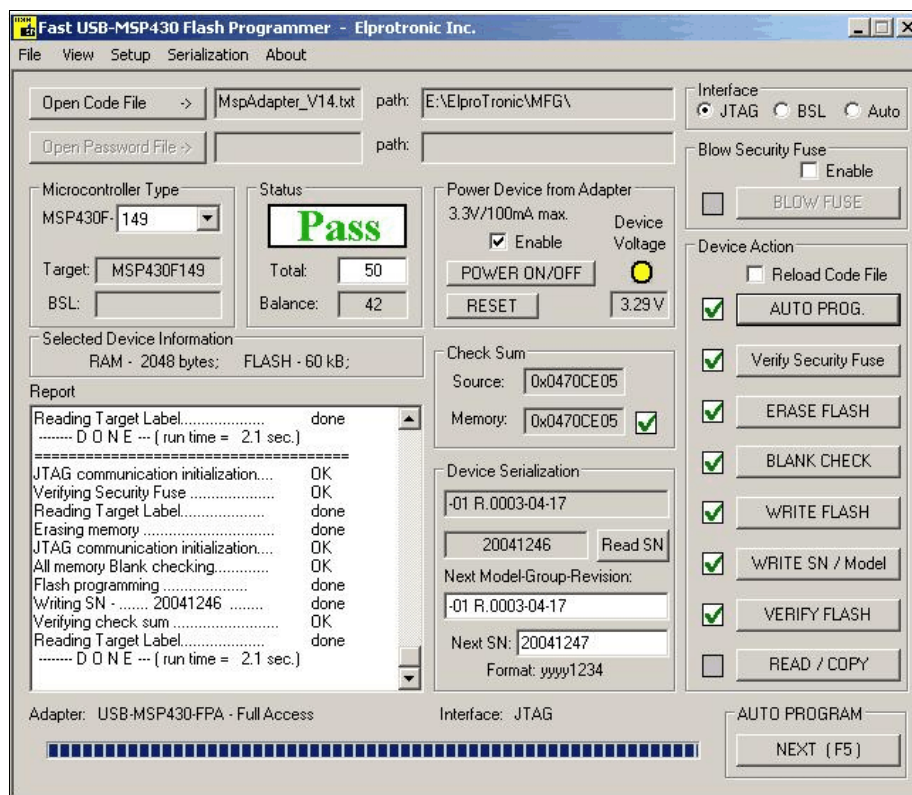 Fast USB-MSP430 Flash Programmer - Elprotronic Inc.
File View Setup Serialization About
Open Code File -> MspAdapter_V14.txt path: E:\ElproTronic\MFG\
Open Password File -> path:
Interface
JTAG BSL Auto
Blow Security Fuse
Enable
BLOW FUSE
Microcontroller Type
MSP430F- 149
Target: MSP430F149
BSL:
Status
Pass
Total: 50
Balance: 42
Power Device from Adapter
3.3V/100mA max.
Enable
Device
Voltage
POWER ON/OFF
RESET
3.29 V
Device Action
Reload Code File
AUTO PROG.
Verify Security Fuse
ERASE FLASH
BLANK CHECK
WRITE FLASH
WRITE SN / Model
VERIFY FLASH
READ / COPY
Selected Device Information
RAM - 2048 bytes; FLASH - 60 kB;
Report
Reading Target Label..................... done
-------- D O N E --- ( run time = 2.1 sec.)
=======================================
JTAG communication initialization.... OK
Verifying Security Fuse ..................... OK
Reading Target Label..................... done
Erasing memory ............................. done
JTAG communication initialization.... OK
All memory Blank checking............. OK
Flash programming ........................ done
Writing SN - ....... 20041246 ........ done
Verifying check sum ...................... OK
Reading Target Label..................... done
-------- D O N E --- ( run time = 2.1 sec.)
Check Sum
Source: 0x0470CE05
Memory: 0x0470CE05
Device Serialization
-01 R.0003-04-17
20041246 Read SN
Next Model-Group-Revision:
-01 R.0003-04-17
Next SN: 20041247
Format: yyyy1234
Adapter: USB-MSP430-FPA - Full Access Interface: JTAG
AUTO PROGRAM
NEXT ( F5 )